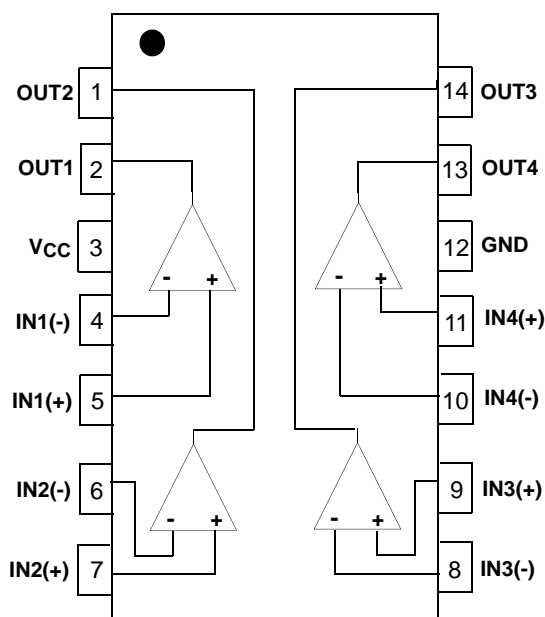 OUT2 1
14 OUT3
OUT1 2
13 OUT4
VCC 3
12 GND
- +
- +
IN1(-) 4
11 IN4(+)
IN1(+) 5
10 IN4(-)
IN2(-) 6
9 IN3(+)
- +
- +
IN2(+) 7
8 IN3(-)